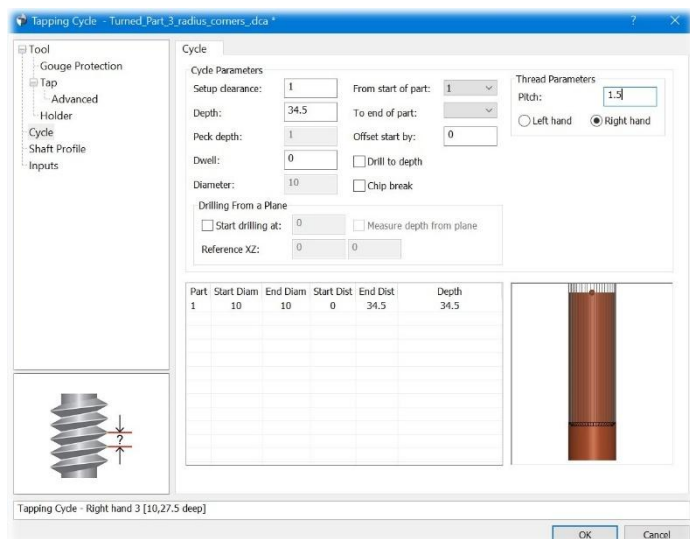 Tapping Cycle - Turned_Part_3_radius_corners_.dca *
? X
Tool
Gouge Protection
Tap
Advanced
Holder
Cycle
Shaft Profile
Inputs
Cycle
Cycle Parameters
Setup clearance: 1 From start of part: 1
Depth: 34.5 To end of part:
Peck depth: 1 Offset start by: 0
Dwell: 0 Drill to depth
Diameter: 10 Chip break
Thread Parameters
Pitch: 1.5
Left hand Right hand
Drilling From a Plane
Start drilling at: 0 Measure depth from plane
Reference XZ: 0 0
Part Start Diam End Diam Start Dist End Dist Depth
1 10 10 0 34.5 34.5
?
Tapping Cycle - Right hand 3 [10,27.5 deep]
OK Cancel